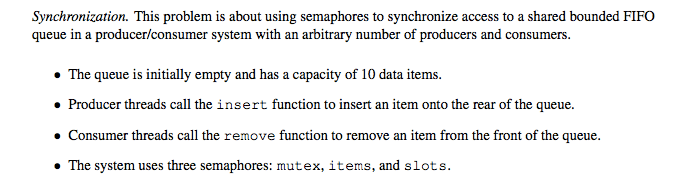 Synchronization. This problem is about using semaphores to synchronize access to a shared bounded FIFO
queue in a producer/consumer system with an arbitrary number of producers and consumers.
• The queue is initially empty and has a capacity of 10 data items.
• Producer threads call the insert function to insert an item onto the rear of the queue.
• Consumer threads call the remove function to remove an item from the front of the queue.
• The system uses three semaphores: mutex, items, and slots.